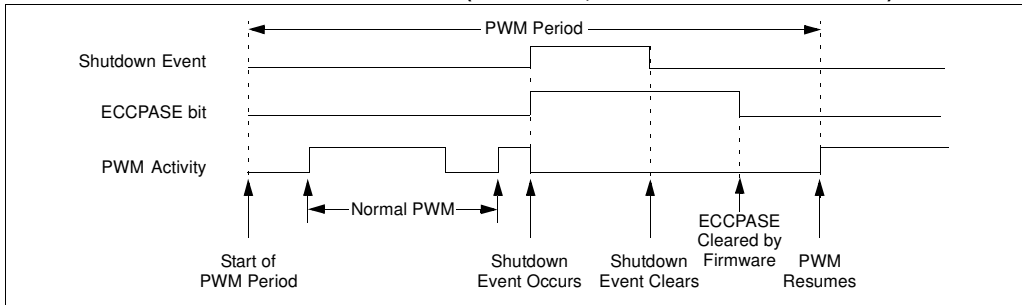 PWM Period
Shutdown Event
ECCPASE bit
PWM Activity
Normal PWM
Start of
PWM Period
Shutdown
Event Occurs
Shutdown
Event Clears
ECCPASE
Cleared by
Firmware
PWM
Resumes